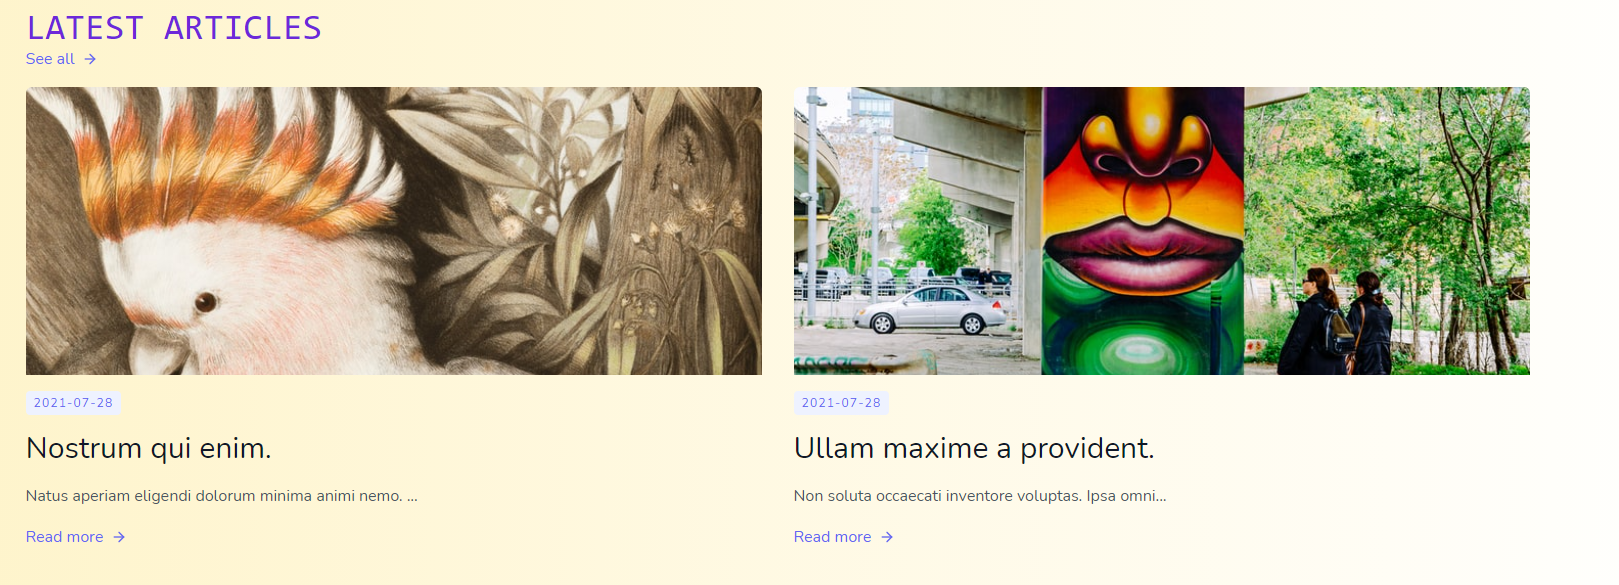 LATEST ARTICLES
See all →
2021-07-28
Nostrum qui enim.
Natus aperiam eligendi dolorum minima animi nemo. ...
Read more →
2021-07-28
Ullam maxime a provident.
Non soluta occaecati inventore voluptas. Ipsa omni...
Read more →